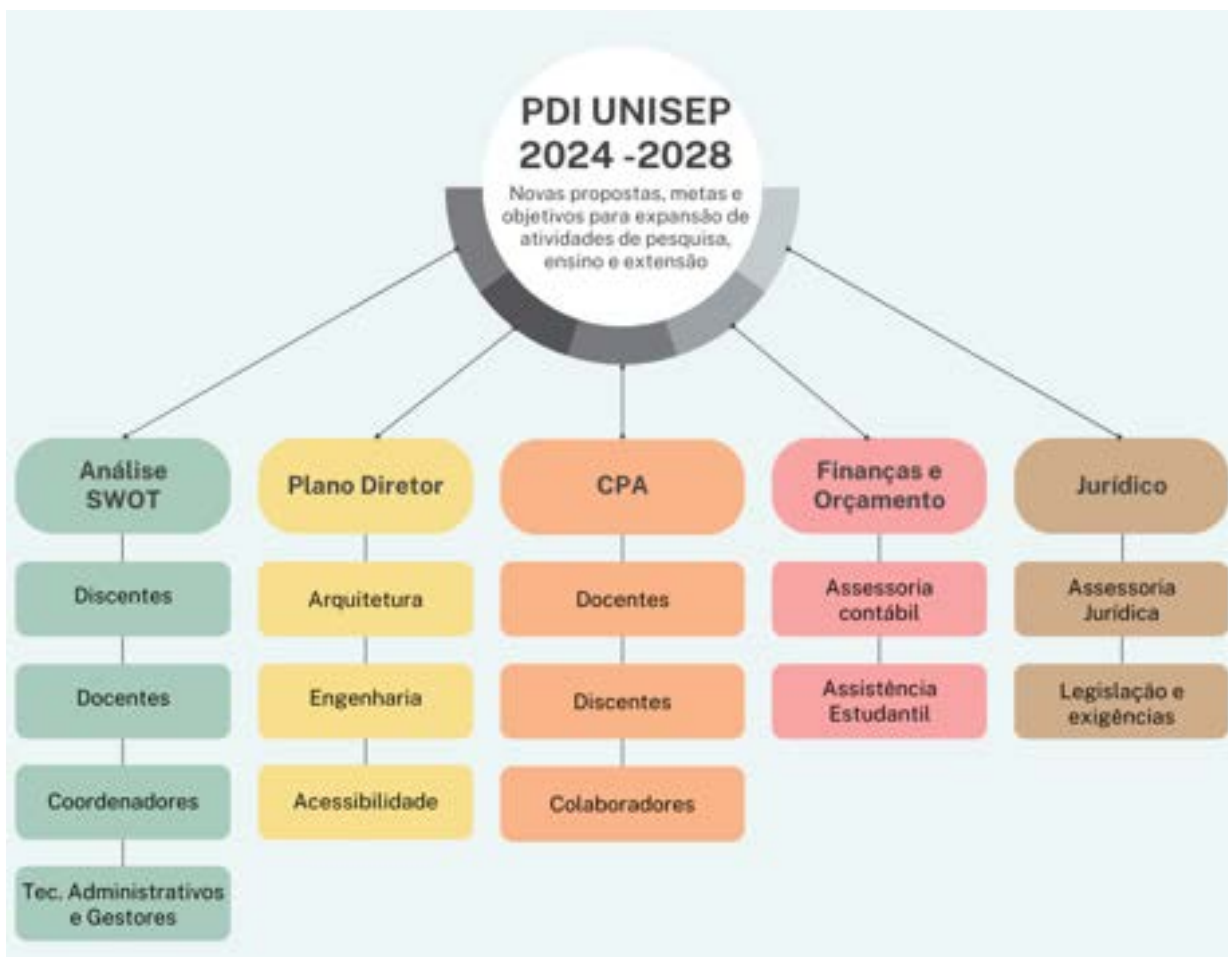 PDI UNISEP
2024 -2028
Novas propostas, metas e
objetivos para expansão de
atividades de pesquisa,
ensino e extensão
Análise
SWOT
Discentes
Docentes
Coordenadores
Tec. Administrativos
e Gestores
Plano Diretor
Arquitetura
Engenharia
Acessibilidade
CPA
Docentes
Discentes
Colaboradores
Finanças e
Orçamento
Assessoria
contábil
Assistência
Estudantil
Jurídico
Assessoria
Jurídica
Legislação e
exigências